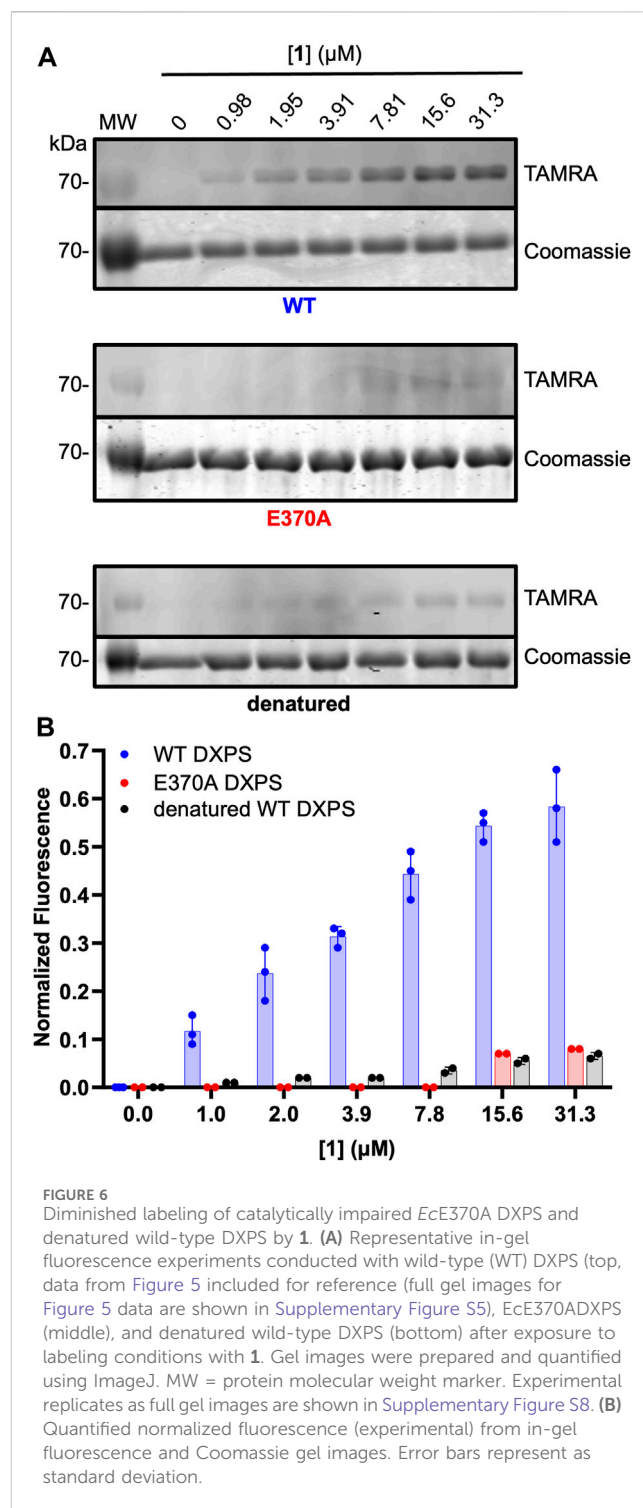 A
[1] (µM)
MW 0 0.98 1.95 3.91 7.81 15.6 31.3
kDa
70- TAMRA
70- Coomassie
WT
70- TAMRA
70- Coomassie
E370A
70- TAMRA
70- Coomassie
denatured
B
0.7
WT DXPS
E370A DXPS
0.6
denatured WT DXPS
0.5
0.4
0.3
0.2
0.1
0.0
Normalized Fluorescence
0.0 1.0 2.0 3.9 7.8 15.6 31.3
[1] (µM)
FIGURE 6
Diminished labeling of catalytically impaired EcE370A DXPS and
denatured wild-type DXPS by 1. (A) Representative in-gel
fluorescence experiments conducted with wild-type (WT) DXPS (top,
data from Figure 5 included for reference (full gel images for
Figure 5 data are shown in Supplementary Figure S5), EcE370ADXPS
(middle), and denatured wild-type DXPS (bottom) after exposure to
labeling conditions with 1. Gel images were prepared and quantified
using ImageJ. MW = protein molecular weight marker. Experimental
replicates as full gel images are shown in Supplementary Figure S8. (B)
Quantified normalized fluorescence (experimental) from in-gel
fluorescence and Coomassie gel images. Error bars represent as
standard deviation.